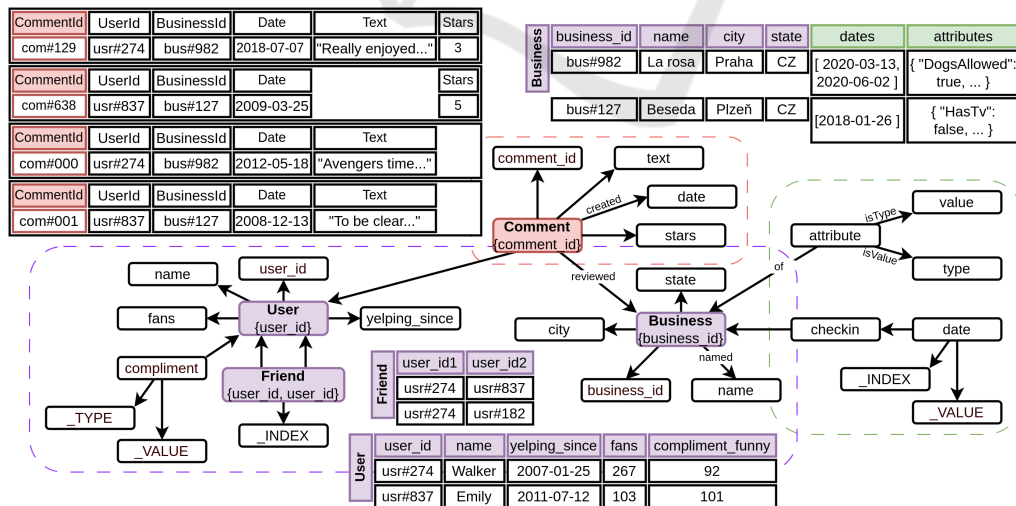 CommentId UserId BusinessId Date Text Stars
com#129 usr#274 bus#982 2018-07-07 "Really enjoyed..." 3
CommentId UserId BusinessId Date Stars
com#638 usr#837 bus#127 2009-03-25 5
CommentId UserId BusinessId Date Text
com#000 usr#274 bus#982 2012-05-18 "Avengers time..."
CommentId UserId BusinessId Date Text
com#001 usr#837 bus#127 2008-12-13 "To be clear..."
Business
business_id name city state dates attributes
bus#982 La rosa Praha CZ [ 2020-03-13, 2020-06-02 ] { "DogsAllowed": true, ... }
bus#127 Beseda Plzeň CZ [2018-01-26 ] { "HasTv": false, ... }
comment_id
text
created
date
Comment
{comment_id}
stars
reviewed
value
isType
attribute
isValue
type
of
name
user_id
fans
User
{user_id}
yelping_since
compliment
_TYPE
_VALUE
Friend
{user_id, user_id}
_INDEX
state
city
Business
{business_id}
named
business_id
name
checkin
date
_INDEX
_VALUE
Friend
user_id1 user_id2
usr#274 usr#837
usr#274 usr#182
User
user_id name yelping_since fans compliment_funny
usr#274 Walker 2007-01-25 267 92
usr#837 Emily 2011-07-12 103 101